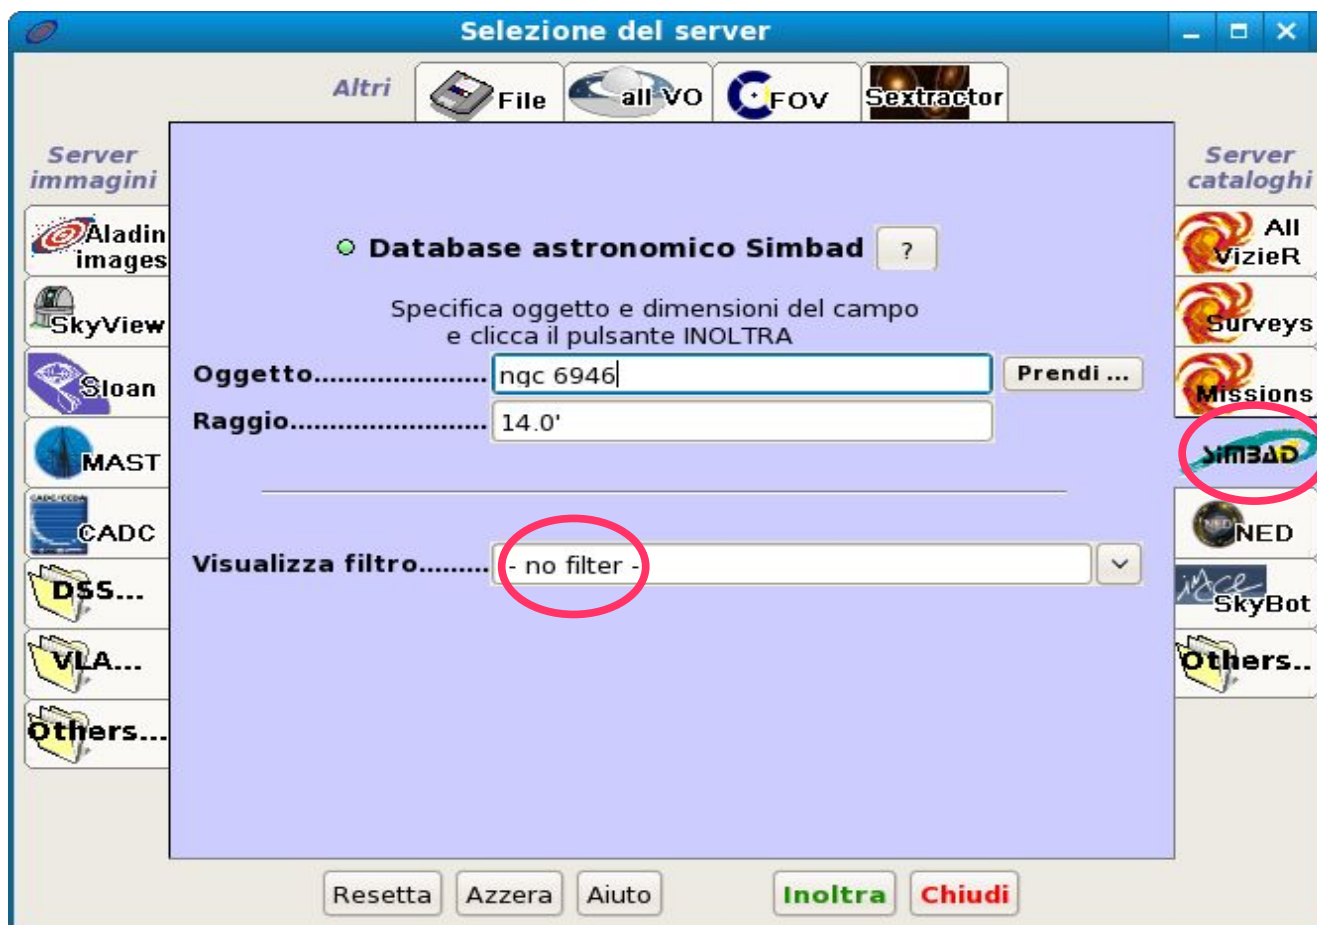 Selezione del server
Altri
File
all VO
FOV
Sextractor
Server
immagini
Aladin
images
SkyView
Sloan
MAST
CADC/CCDA
CADC
DSS...
VLA...
Others...
Database astronomico Simbad ?
Specifica oggetto e dimensioni del campo
e clicca il pulsante INOLTRA
Oggetto...................... ngc 6946 Prendi ...
Raggio......................... 14.0'
Visualizza filtro......... - no filter -
Server
cataloghi
All
VizieR
Surveys
Missions
SIMBAD
NED
imcce
SkyBot
Others..
Resetta Azzera Aiuto Inoltra Chiudi